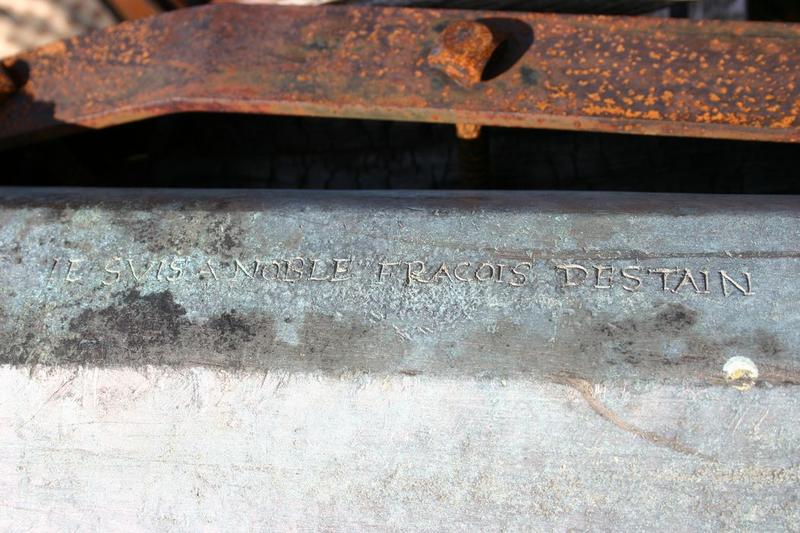 IE SVIS A NOBLE FRACOIS DESTAIN